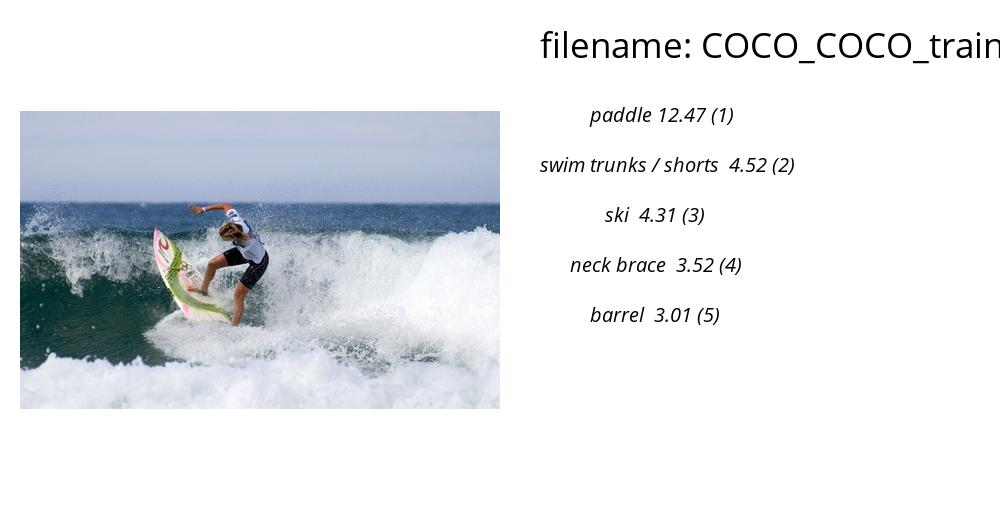 filename: COCO_COCO_train
paddle 12.47 (1)
swim trunks / shorts 4.52 (2)
ski 4.31 (3)
neck brace 3.52 (4)
barrel 3.01 (5)